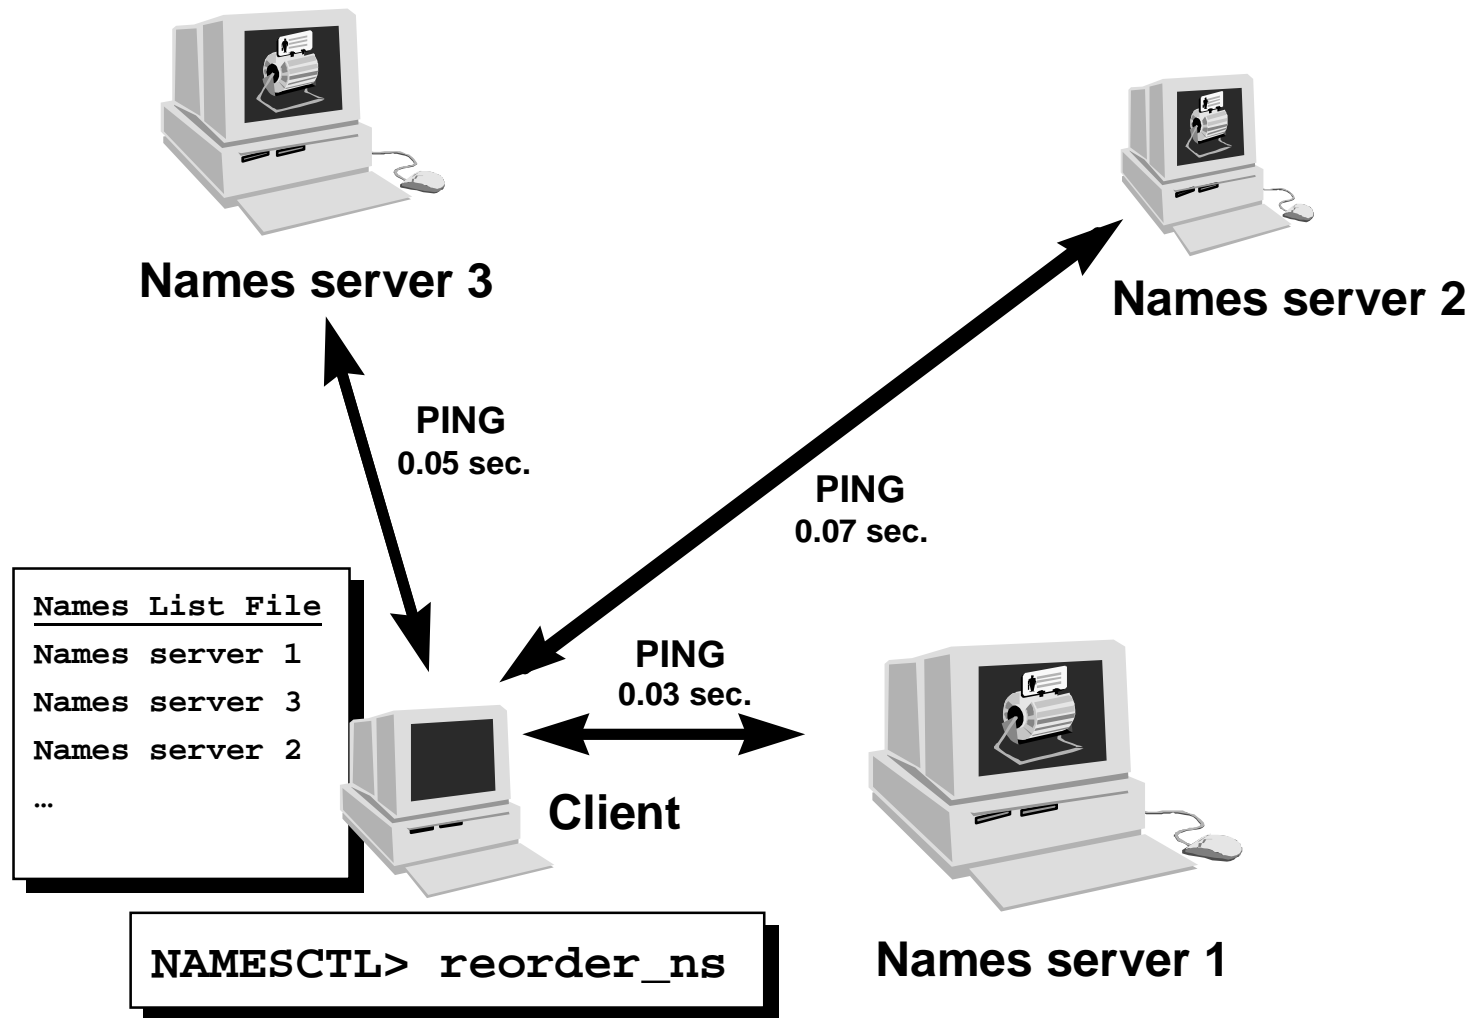 Names server 3
Names server 2
PING
0.05 sec.
PING
0.07 sec.
Names List File
Names server 1
Names server 3
Names server 2
…
PING
0.03 sec.
Client
Names server 1
NAMESCTL> reorder_ns